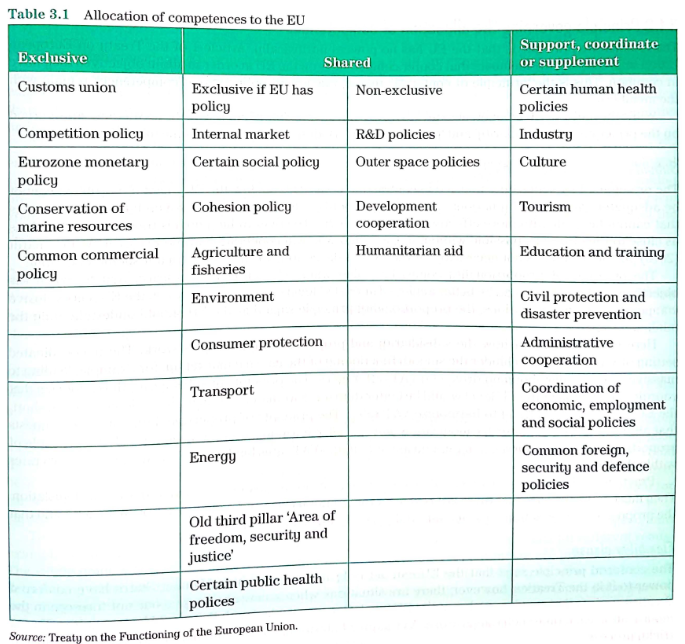 Table 3.1 Allocation of competences to the EU
Exclusive
Shared
Support, coordinate
or supplement
Customs union
Exclusive if EU has
policy
Non-exclusive
Certain human health
policies
Competition policy
Internal market
R&D policies
Industry
Eurozone monetary
policy
Certain social policy
Outer space policies
Culture
Conservation of
marine resources
Cohesion policy
Development
cooperation
Tourism
Common commercial
policy
Agriculture and
fisheries
Humanitarian aid
Education and training
Environment
Civil protection and
disaster prevention
Consumer protection
Administrative
cooperation
Transport
Coordination of
economic, employment
and social policies
Energy
Common foreign,
security and defence
policies
Old third pillar ‘Area of
freedom, security and
justice’
Certain public health
polices
Source: Treaty on the Functioning of the European Union.